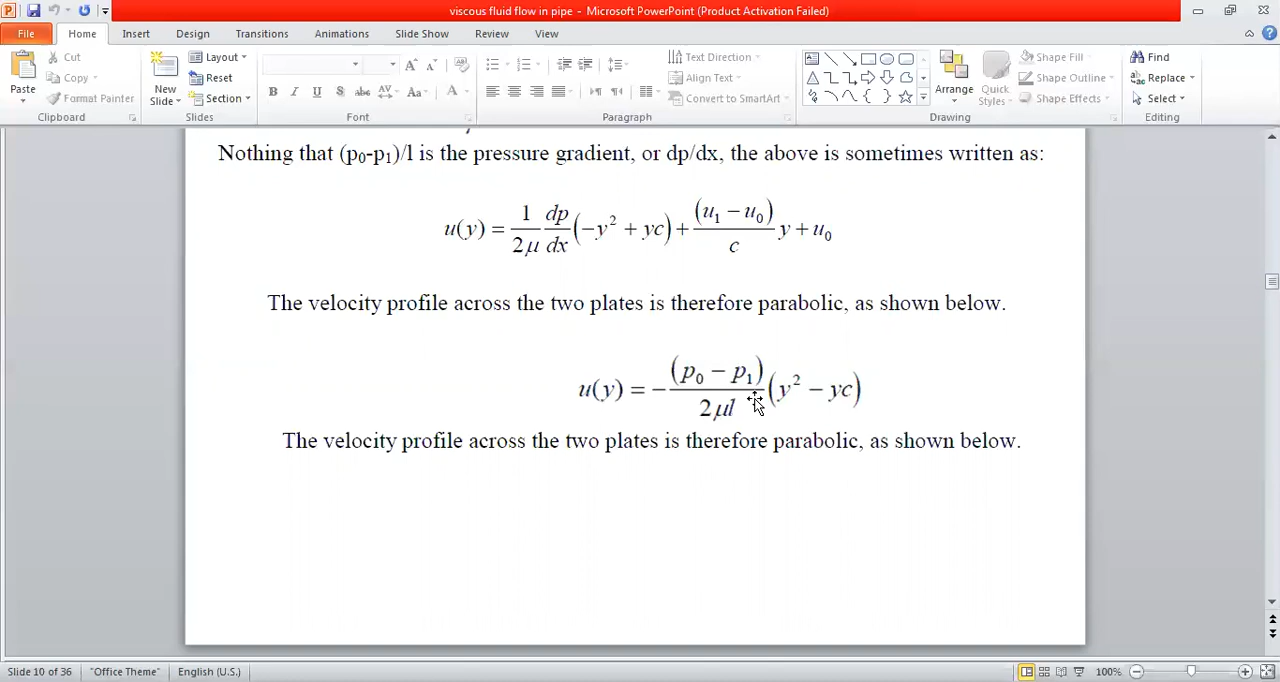 viscous fluid flow in pipe - Microsoft PowerPoint (Product Activation Failed)
File Home Insert Design Transitions Animations Slide Show Review View
Paste
Cut
Copy
Format Painter
Clipboard
New Slide
Layout
Reset
Section
Slides
B I U S abc AV Aa A
Font
Text Direction
Align Text
Convert to SmartArt
Paragraph
Arrange
Quick Styles
Shape Fill
Shape Outline
Shape Effects
Drawing
Find
Replace
Select
Editing
Nothing that (p₀-p₁)/l is the pressure gradient, or dp/dx, the above is sometimes written as:
u(y) = 1/2μ dp/dx (−y² + yc) + (u₁ − u₀)/c y + u₀
The velocity profile across the two plates is therefore parabolic, as shown below.
u(y) = − (p₀ − p₁)/2μl (y² − yc)
The velocity profile across the two plates is therefore parabolic, as shown below.
Slide 10 of 36 "Office Theme" English (U.S.) 100%